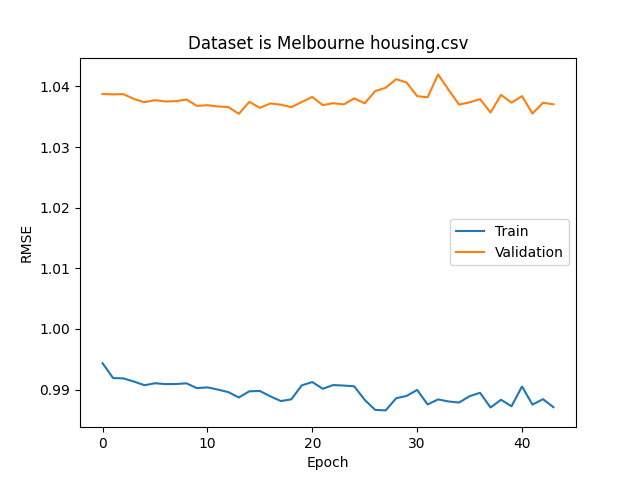 Dataset is Melbourne housing.csv
1.04
1.03
1.02
1.01
1.00
0.99
RMSE
Train
Validation
0
10
20
30
40
Epoch